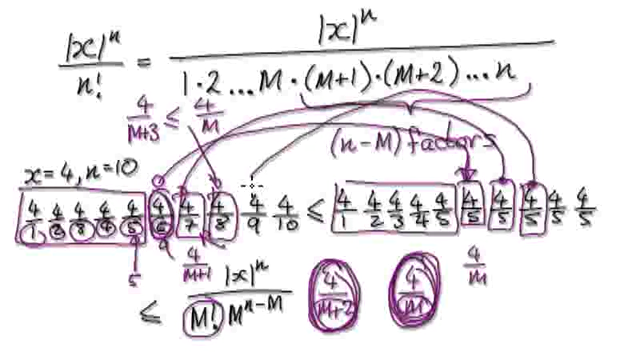 |x|^n / n! = |x|^n / (1·2...M·(M+1)·(M+2)...n)
4/(M+3) ≤ 4/M
(n-M) factors
x=4, n=10
4/1 4/2 4/3 4/4 4/5 4/6 4/7 4/8 4/9 4/10 ≤ 4/1 4/2 4/3 4/4 4/5 4/5 4/5 4/5 4/5 4/5
5 4/(M+1) 4/M
≤ |x|^n / (M! M^(n-M)) 4/(M+2) 4/M